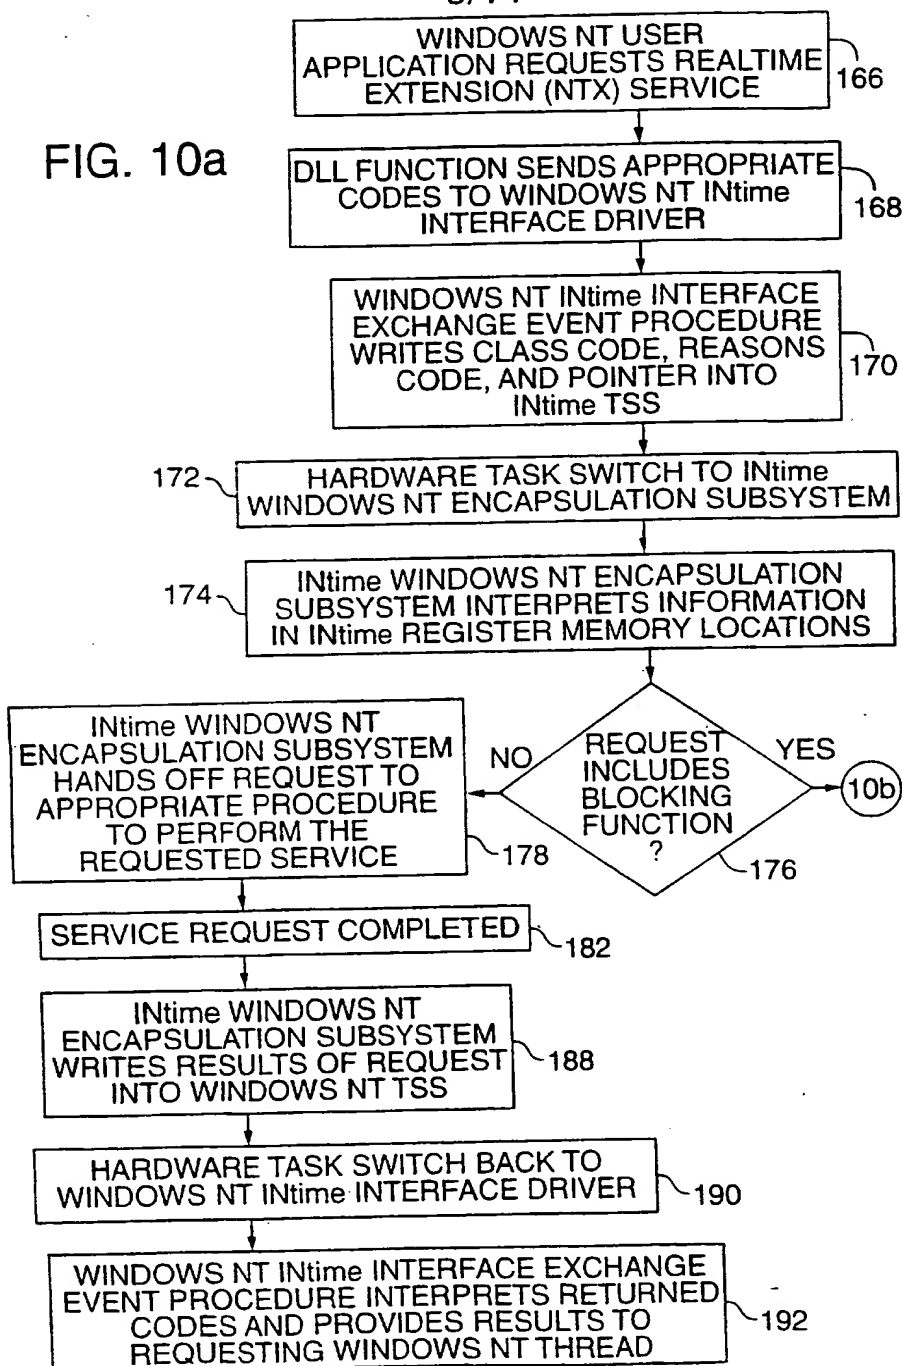 WINDOWS NT USER
APPLICATION REQUESTS REALTIME
EXTENSION (NTX) SERVICE
166
FIG. 10a
DLL FUNCTION SENDS APPROPRIATE
CODES TO WINDOWS NT INtime
INTERFACE DRIVER
168
WINDOWS NT INtime INTERFACE
EXCHANGE EVENT PROCEDURE
WRITES CLASS CODE, REASONS
CODE, AND POINTER INTO
INtime TSS
170
172
HARDWARE TASK SWITCH TO INtime
WINDOWS NT ENCAPSULATION SUBSYSTEM
174
INtime WINDOWS NT ENCAPSULATION
SUBSYSTEM INTERPRETS INFORMATION
IN INtime REGISTER MEMORY LOCATIONS
REQUEST
INCLUDES
BLOCKING
FUNCTION
?
176
NO
YES
10b
INtime WINDOWS NT
ENCAPSULATION SUBSYSTEM
HANDS OFF REQUEST TO
APPROPRIATE PROCEDURE
TO PERFORM THE
REQUESTED SERVICE
178
SERVICE REQUEST COMPLETED
182
INtime WINDOWS NT
ENCAPSULATION SUBSYSTEM
WRITES RESULTS OF REQUEST
INTO WINDOWS NT TSS
188
HARDWARE TASK SWITCH BACK TO
WINDOWS NT INtime INTERFACE DRIVER
190
WINDOWS NT INtime INTERFACE EXCHANGE
EVENT PROCEDURE INTERPRETS RETURNED
CODES AND PROVIDES RESULTS TO
REQUESTING WINDOWS NT THREAD
192